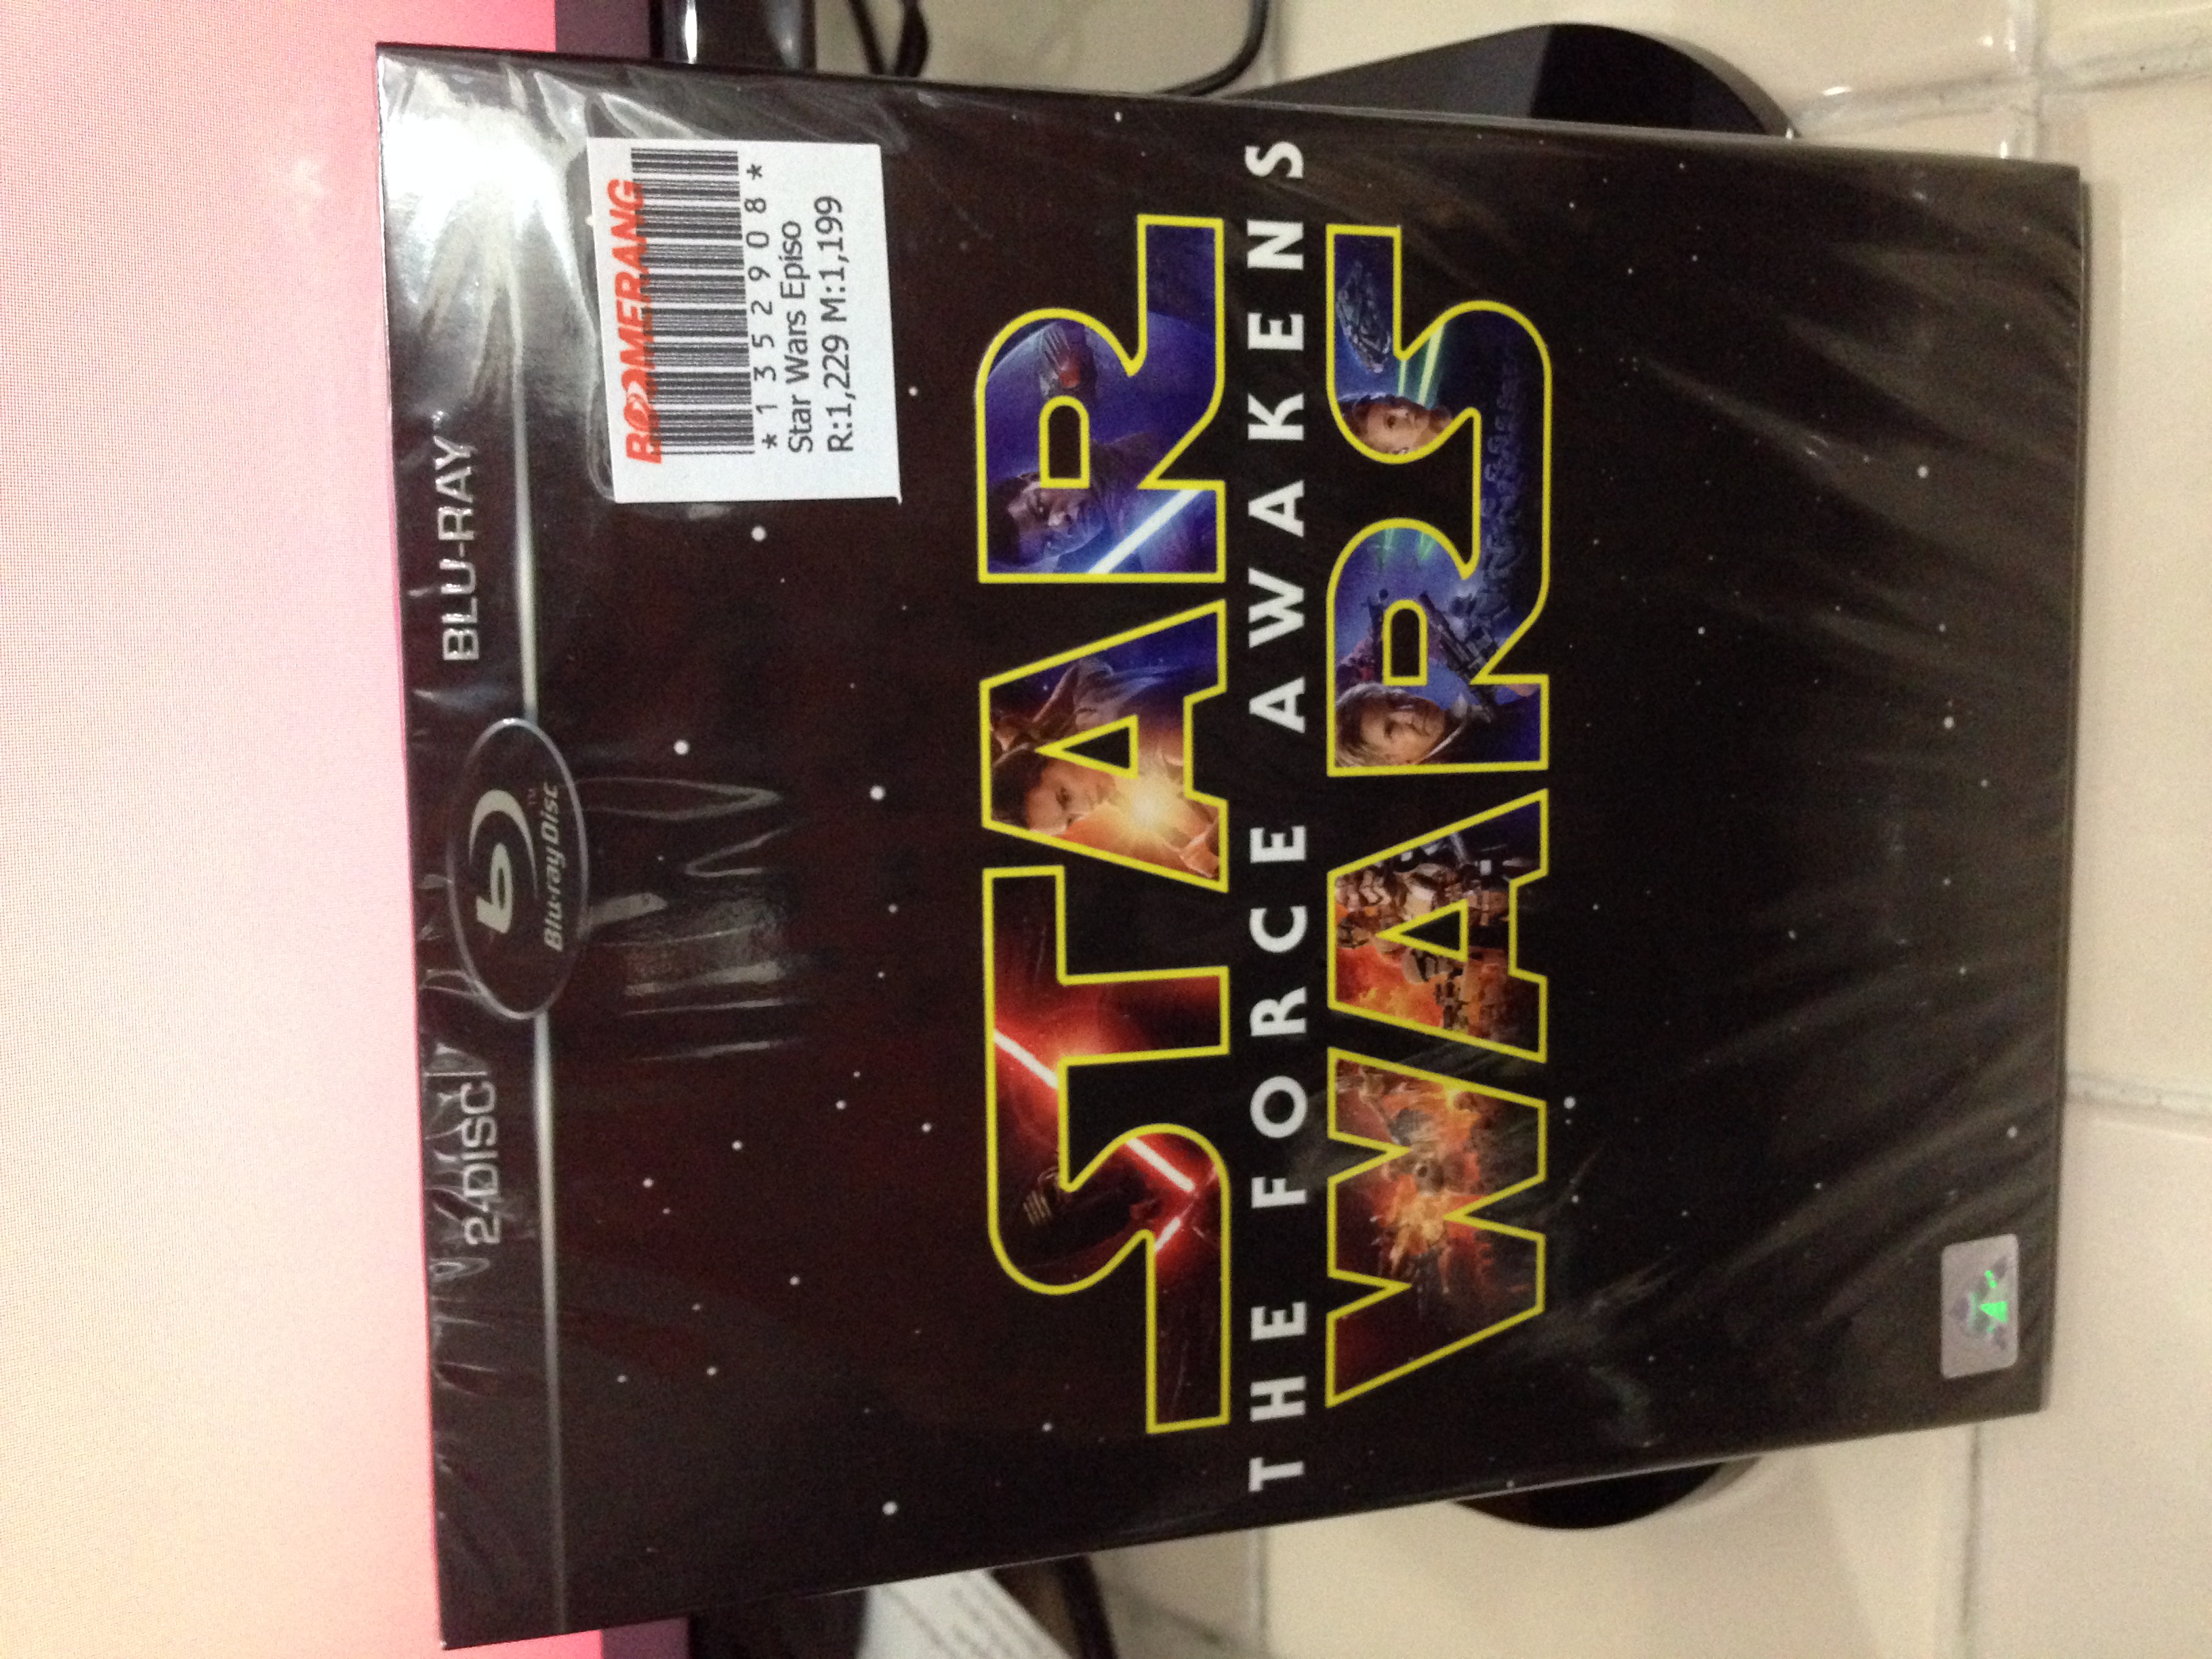 2-DISC
BLU-RAY
Blu-ray Disc™
BOOMERANG
*1352908*
Star Wars Episo
R:1,229 M:1,199
STAR
THE FORCE AWAKENS
WARS